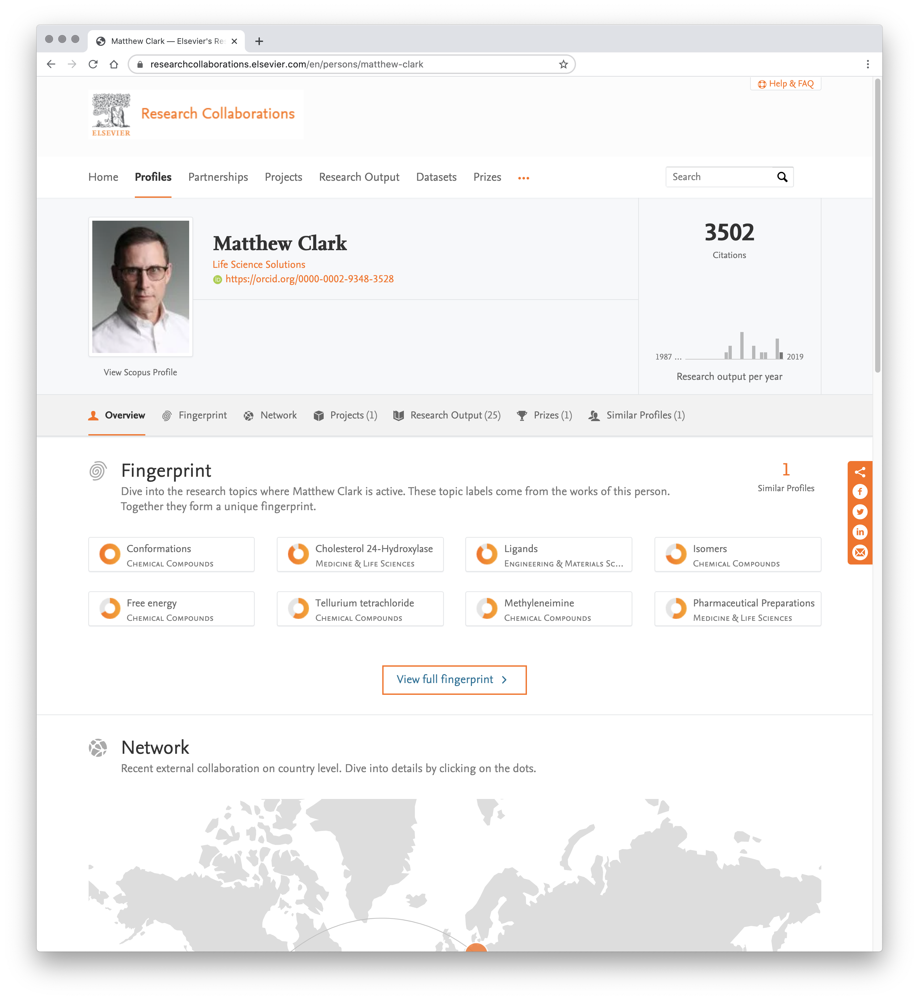 Matthew Clark — Elsevier's Re
researchcollaborations.elsevier.com/en/persons/matthew-clark
Help & FAQ
ELSEVIER
Research Collaborations
Home Profiles Partnerships Projects Research Output Datasets Prizes ••• Search
Matthew Clark
Life Science Solutions
iD https://orcid.org/0000-0002-9348-3528
View Scopus Profile
3502
Citations
1987 ... 2019
Research output per year
Overview Fingerprint Network Projects (1) Research Output (25) Prizes (1) Similar Profiles (1)
Fingerprint
Dive into the research topics where Matthew Clark is active. These topic labels come from the works of this person.
Together they form a unique fingerprint.
1
Similar Profiles
Conformations
Chemical Compounds
Cholesterol 24-Hydroxylase
Medicine & Life Sciences
Ligands
Engineering & Materials Sc...
Isomers
Chemical Compounds
Free energy
Chemical Compounds
Tellurium tetrachloride
Chemical Compounds
Methyleneimine
Chemical Compounds
Pharmaceutical Preparations
Medicine & Life Sciences
View full fingerprint
Network
Recent external collaboration on country level. Dive into details by clicking on the dots.